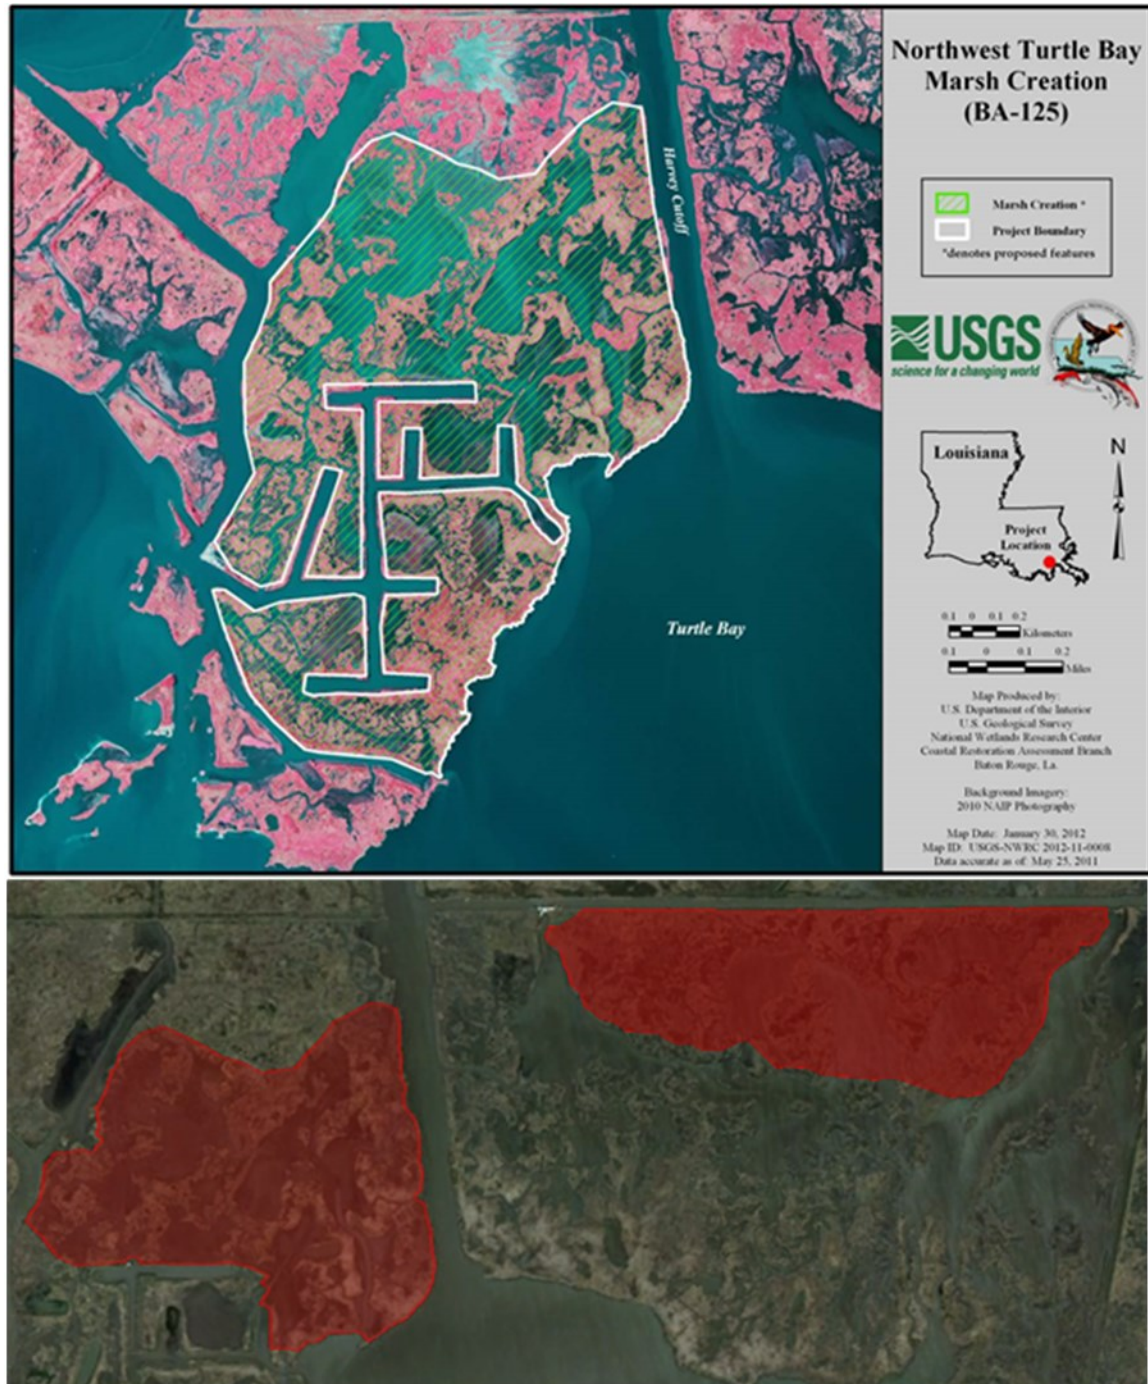 Northwest Turtle Bay
Marsh Creation
(BA-125)
Marsh Creation *
Project Boundary
*denotes proposed features
USGS
science for a changing world
Louisiana
N
Project
Location
0.1 0 0.1 0.2
Kilometers
0.1 0 0.1 0.2
Miles
Map Produced by:
U.S. Department of the Interior
U.S. Geological Survey
National Wetlands Research Center
Coastal Restoration Assessment Branch
Baton Rouge, La.
Background Imagery:
2010 NAIP Photography
Map Date: January 30, 2012
Map ID: USGS-NWRC 2012-11-0008
Data accurate as of: May 25, 2011
Harvey Cutoff
Turtle Bay